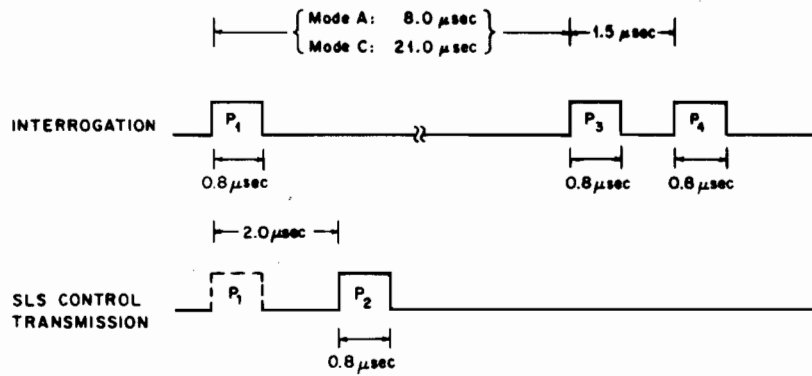 Mode A: 8.0 μsec
Mode C: 21.0 μsec
1.5 μsec
INTERROGATION
P1
P3
P4
0.8 μsec
0.8 μsec
0.8 μsec
2.0 μsec
SLS CONTROL
TRANSMISSION
P1
P2
0.8 μsec